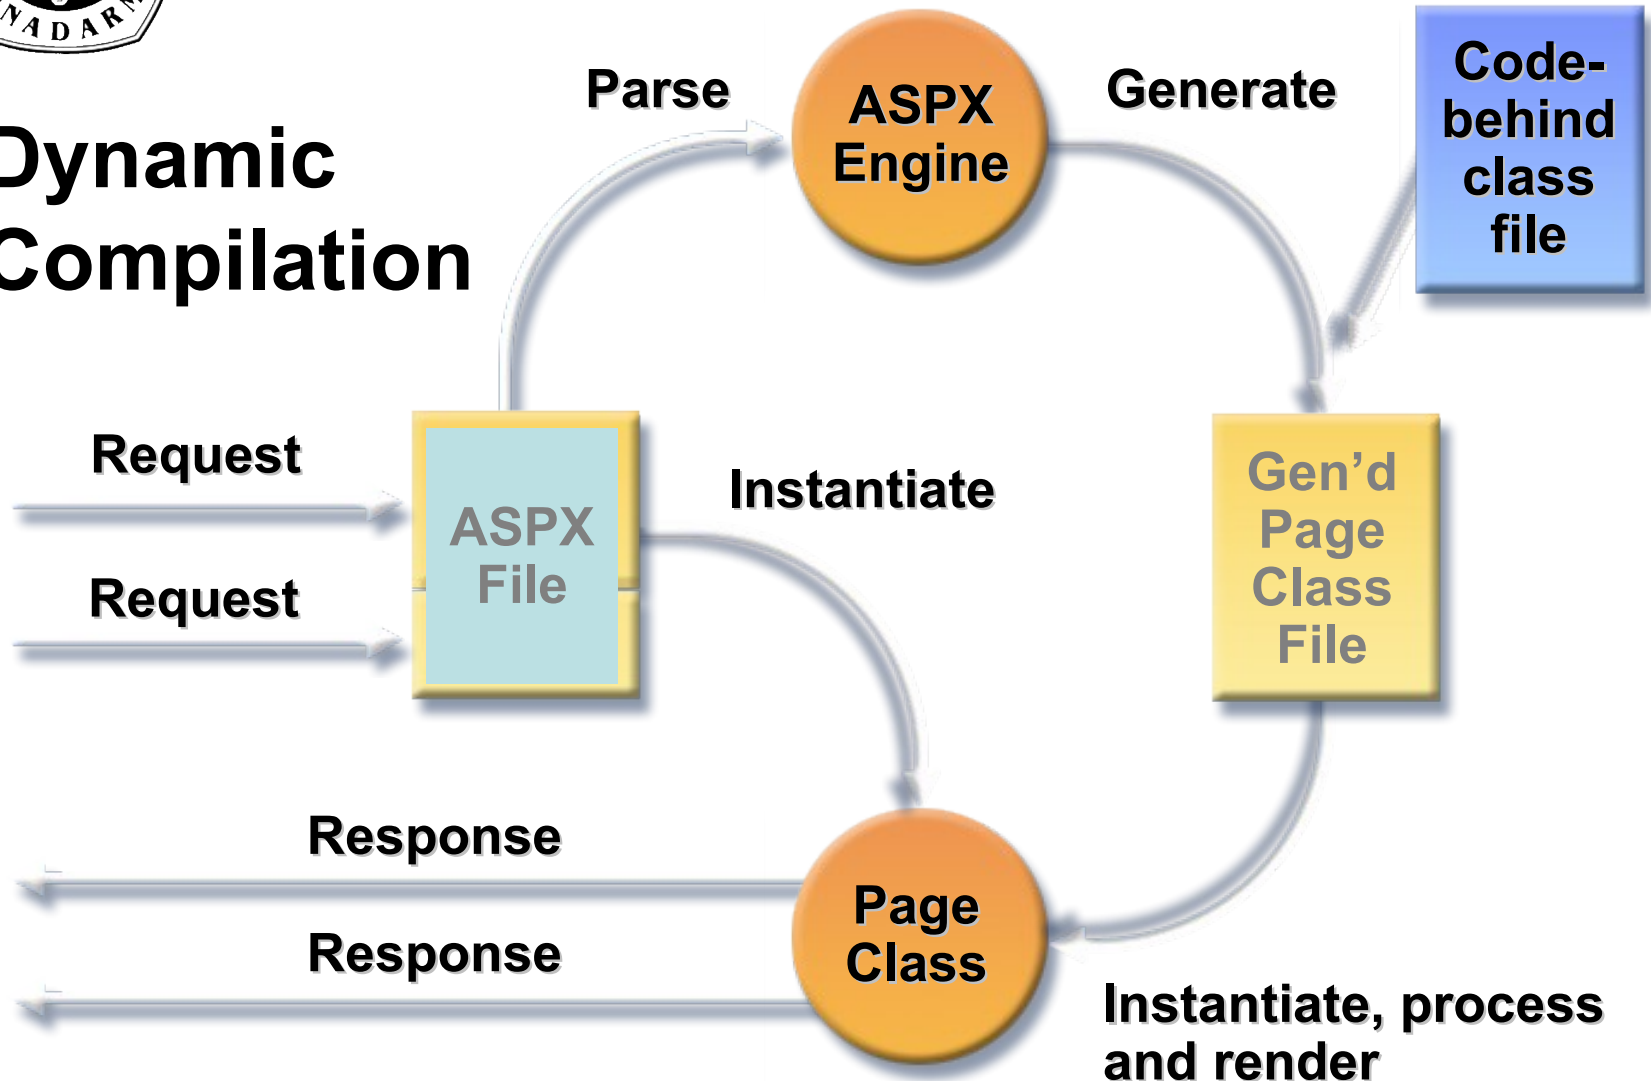 NADARM
Dynamic
Compilation
Parse
ASPX
Engine
Generate
Code-
behind
class
file
Request
Request
ASPX
File
Instantiate
Gen’d
Page
Class
File
Response
Response
Page
Class
Instantiate, process
and render